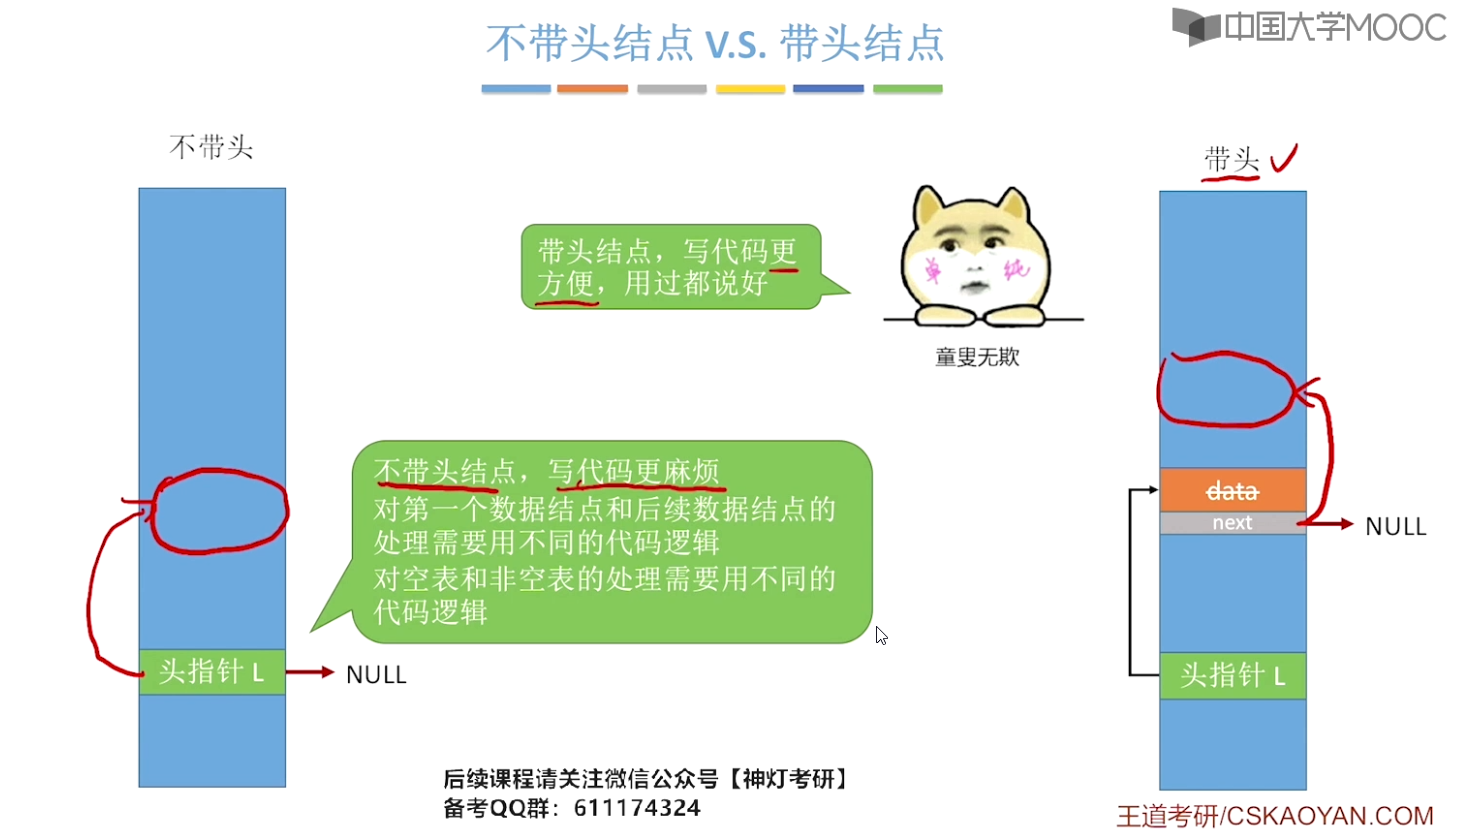 不带头结点 V.S. 带头结点
中国大学MOOC
不带头
带头
带头结点，写代码更
方便，用过都说好
单 纯
童叟无欺
不带头结点，写代码更麻烦
对第一个数据结点和后续数据结点的
处理需要用不同的代码逻辑
对空表和非空表的处理需要用不同的
代码逻辑
data
next
NULL
头指针 L
NULL
头指针 L
后续课程请关注微信公众号【神灯考研】
备考QQ群：611174324
王道考研/CSKAOYAN.COM